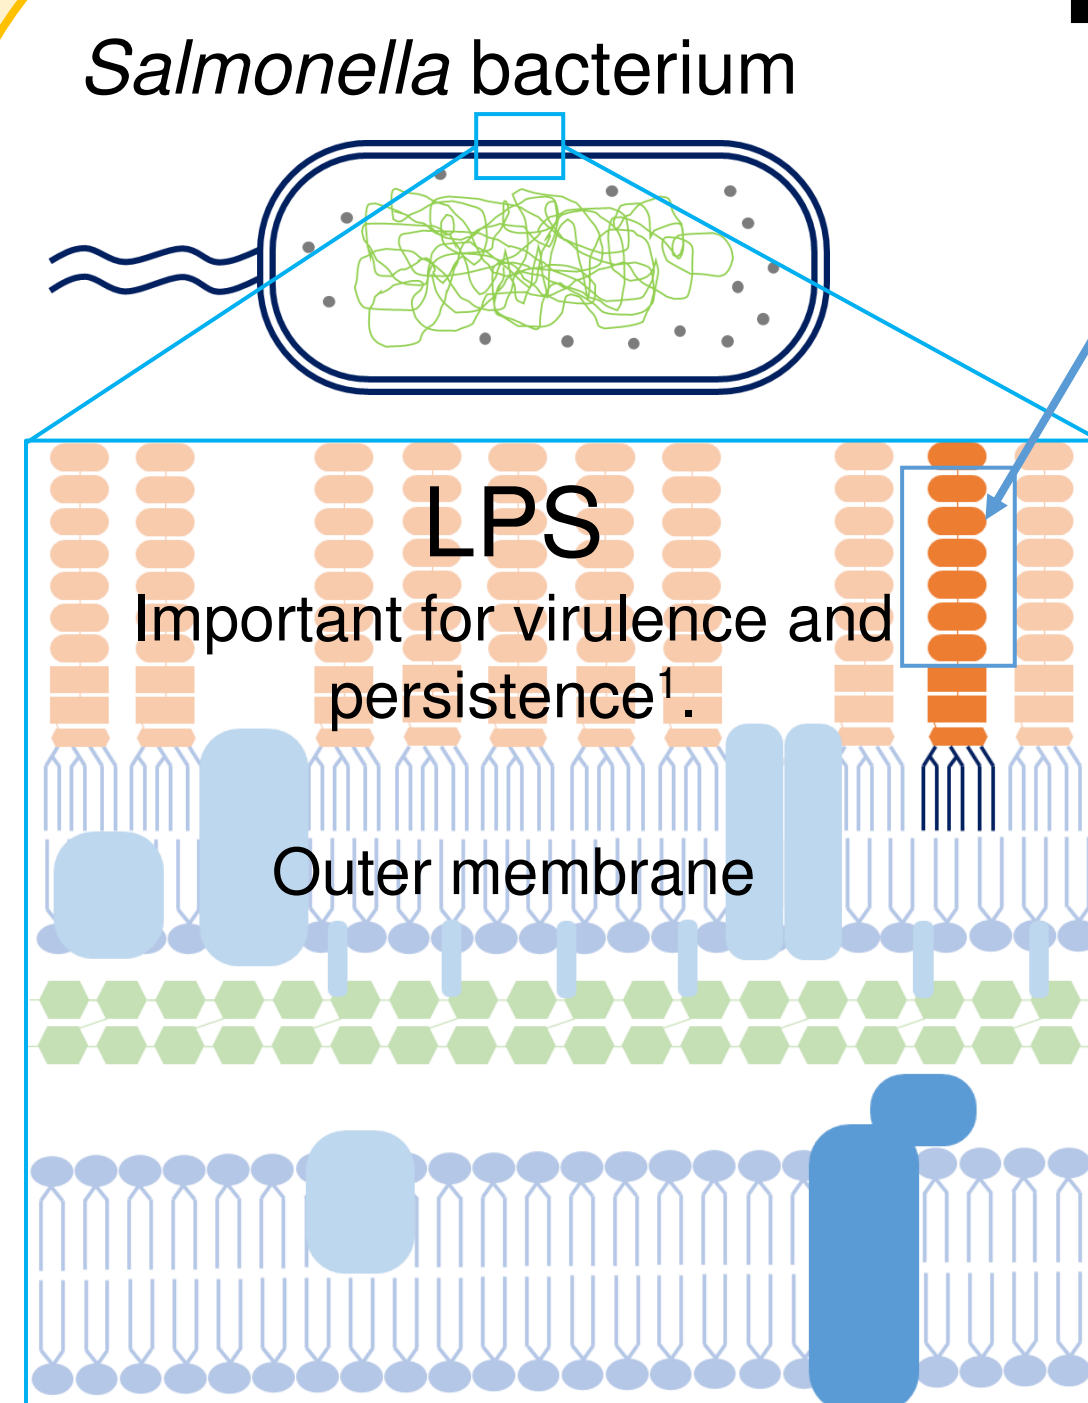 Salmonella bacterium
LPS
Important for virulence and
persistence¹.
Outer membrane